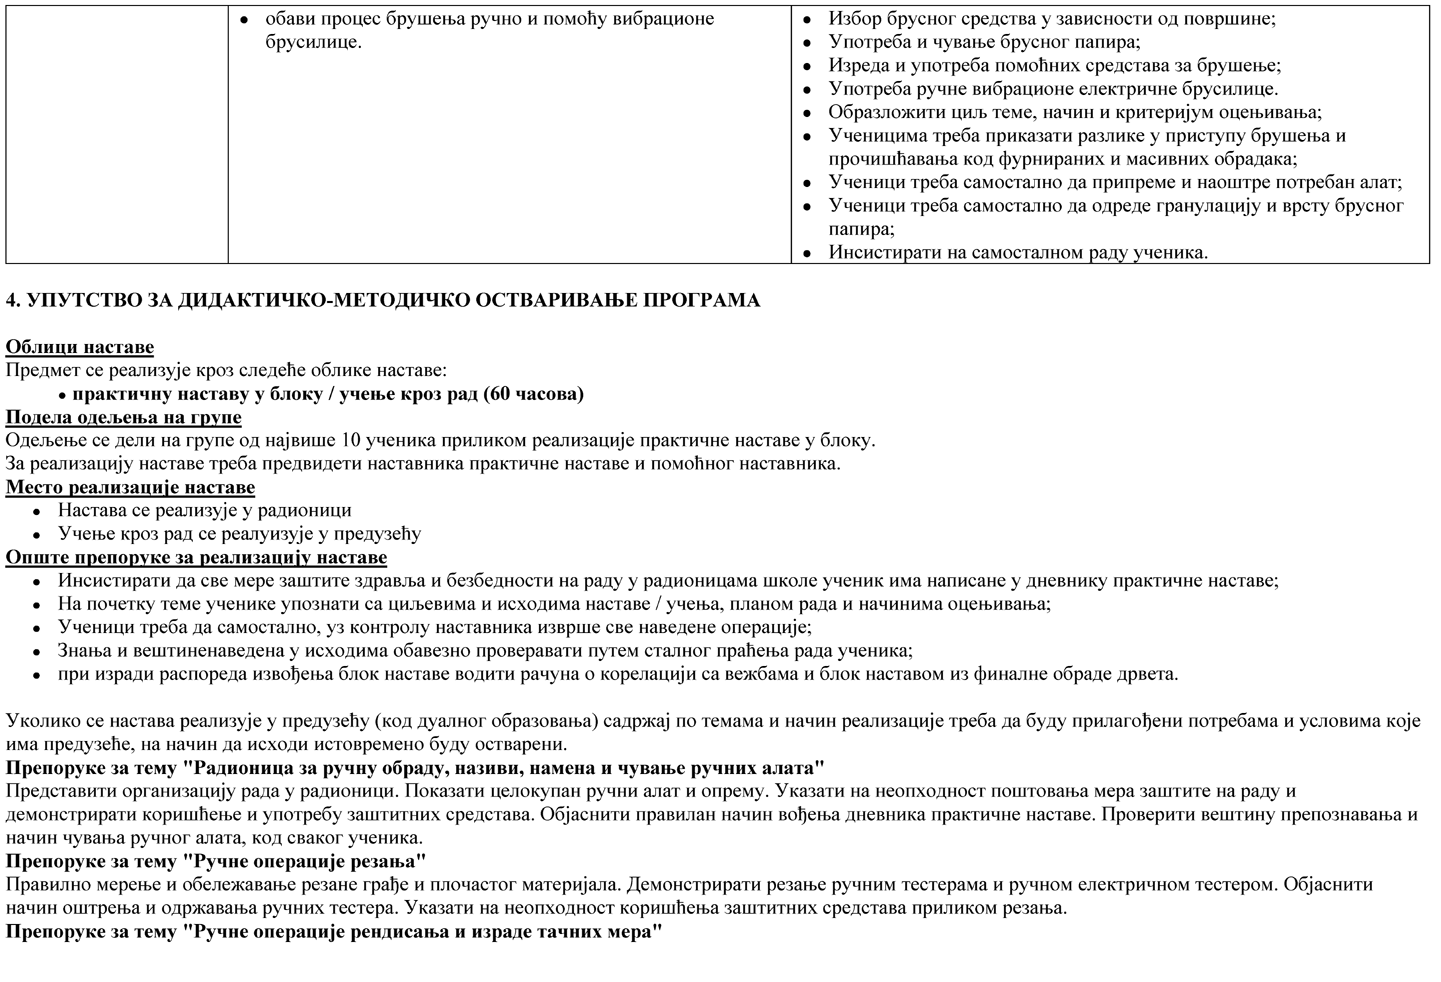 • обави процес брушења ручно и помоћу вибрационе
брусилице.
• Избор брусног средства у зависности од површине;
• Употреба и чување брусног папира;
• Изреда и употреба помоћних средстава за брушење;
• Употреба ручне вибрационе електричне брусилице.
• Образложити циљ теме, начин и критеријум оцењивања;
• Ученицима треба приказати разлике у приступу брушења и
прочишћавања код фурнираних и масивних обрадака;
• Ученици треба самостално да припреме и наоштре потребан алат;
• Ученици треба самостално да одреде гранулацију и врсту брусног
папира;
• Инсистирати на самосталном раду ученика.
4. УПУТСТВО ЗА ДИДАКТИЧКО-МЕТОДИЧКО ОСТВАРИВАЊЕ ПРОГРАМА
Облици наставе
Предмет се реализује кроз следеће облике наставе:
• практичну наставу у блоку / учење кроз рад (60 часова)
Подела одељења на групе
Одељење се дели на групе од највише 10 ученика приликом реализације практичне наставе у блоку.
За реализацију наставе треба предвидети наставника практичне наставе и помоћног наставника.
Место реализације наставе
• Настава се реализује у радионици
• Учење кроз рад се реалуизује у предузећу
Опште препоруке за реализацију наставе
• Инсистирати да све мере заштите здравља и безбедности на раду у радионицама школе ученик има написане у дневнику практичне наставе;
• На почетку теме ученике упознати са циљевима и исходима наставе / учења, планом рада и начинима оцењивања;
• Ученици треба да самостално, уз контролу наставника изврше све наведене операције;
• Знања и вештиненаведена у исходима обавезно проверавати путем сталног праћења рада ученика;
• при изради распореда извођења блок наставе водити рачуна о корелацији са вежбама и блок наставом из финалне обраде дрвета.
Уколико се настава реализује у предузећу (код дуалног образовања) садржај по темама и начин реализације треба да буду прилагођени потребама и условима које
има предузеће, на начин да исходи истовремено буду остварени.
Препоруке за тему "Радионица за ручну обраду, називи, намена и чување ручних алата"
Представити организацију рада у радионици. Показати целокупан ручни алат и опрему. Указати на неопходност поштовања мера заштите на раду и
демонстрирати коришћење и употребу заштитних средстава. Објаснити правилан начин вођења дневника практичне наставе. Проверити вештину препознавања и
начин чувања ручног алата, код сваког ученика.
Препоруке за тему "Ручне операције резања"
Правилно мерење и обележавање резане грађе и плочастог материјала. Демонстрирати резање ручним тестерама и ручном електричном тестером. Објаснити
начин оштрења и одржавања ручних тестера. Указати на неопходност коришћења заштитних средстава приликом резања.
Препоруке за тему "Ручне операције рендисања и израде тачних мера"